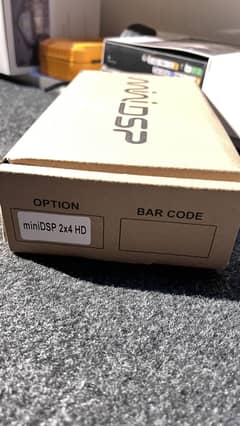 miniDSP
OPTION
BAR CODE
miniDSP 2x4 HD